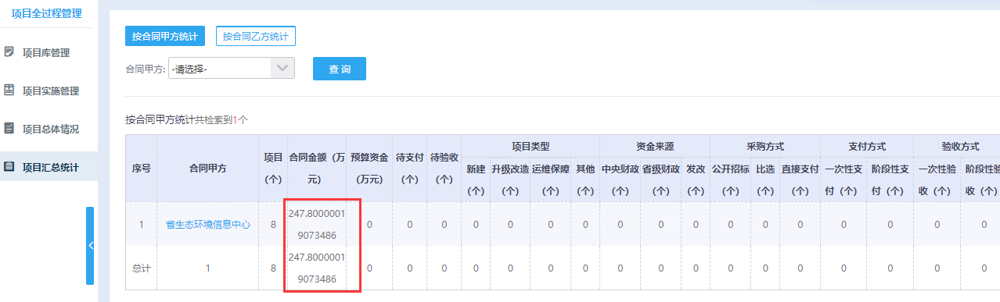 项目全过程管理
项目库管理
项目实施管理
项目总体情况
项目汇总统计
按合同甲方统计 按合同乙方统计
合同甲方: -请选择- 查 询
按合同甲方统计共检索到1个
序号 合同甲方 项目(个) 合同金额（万元） 预算资金(万元) 待支付(个) 待验收(个) 项目类型 资金来源 采购方式 支付方式 验收方式
新建(个) 升级改造(个) 运维保障(个) 其他(个) 中央财政(个) 省级财政(个) 发改(个) 公开招标(个) 比选(个) 直接支付(个) 一次性支付（个） 阶段性支付（个） 一次性验收（个） 阶段性验收（个）
1 省生态环境信息中心 8 247.80000019073486 0 0 0 0 0 0 0 0 0 0 0 0 0 0 0 0 0
总计 1 8 247.80000019073486 0 0 0 0 0 0 0 0 0 0 0 0 0 0 0 0 0